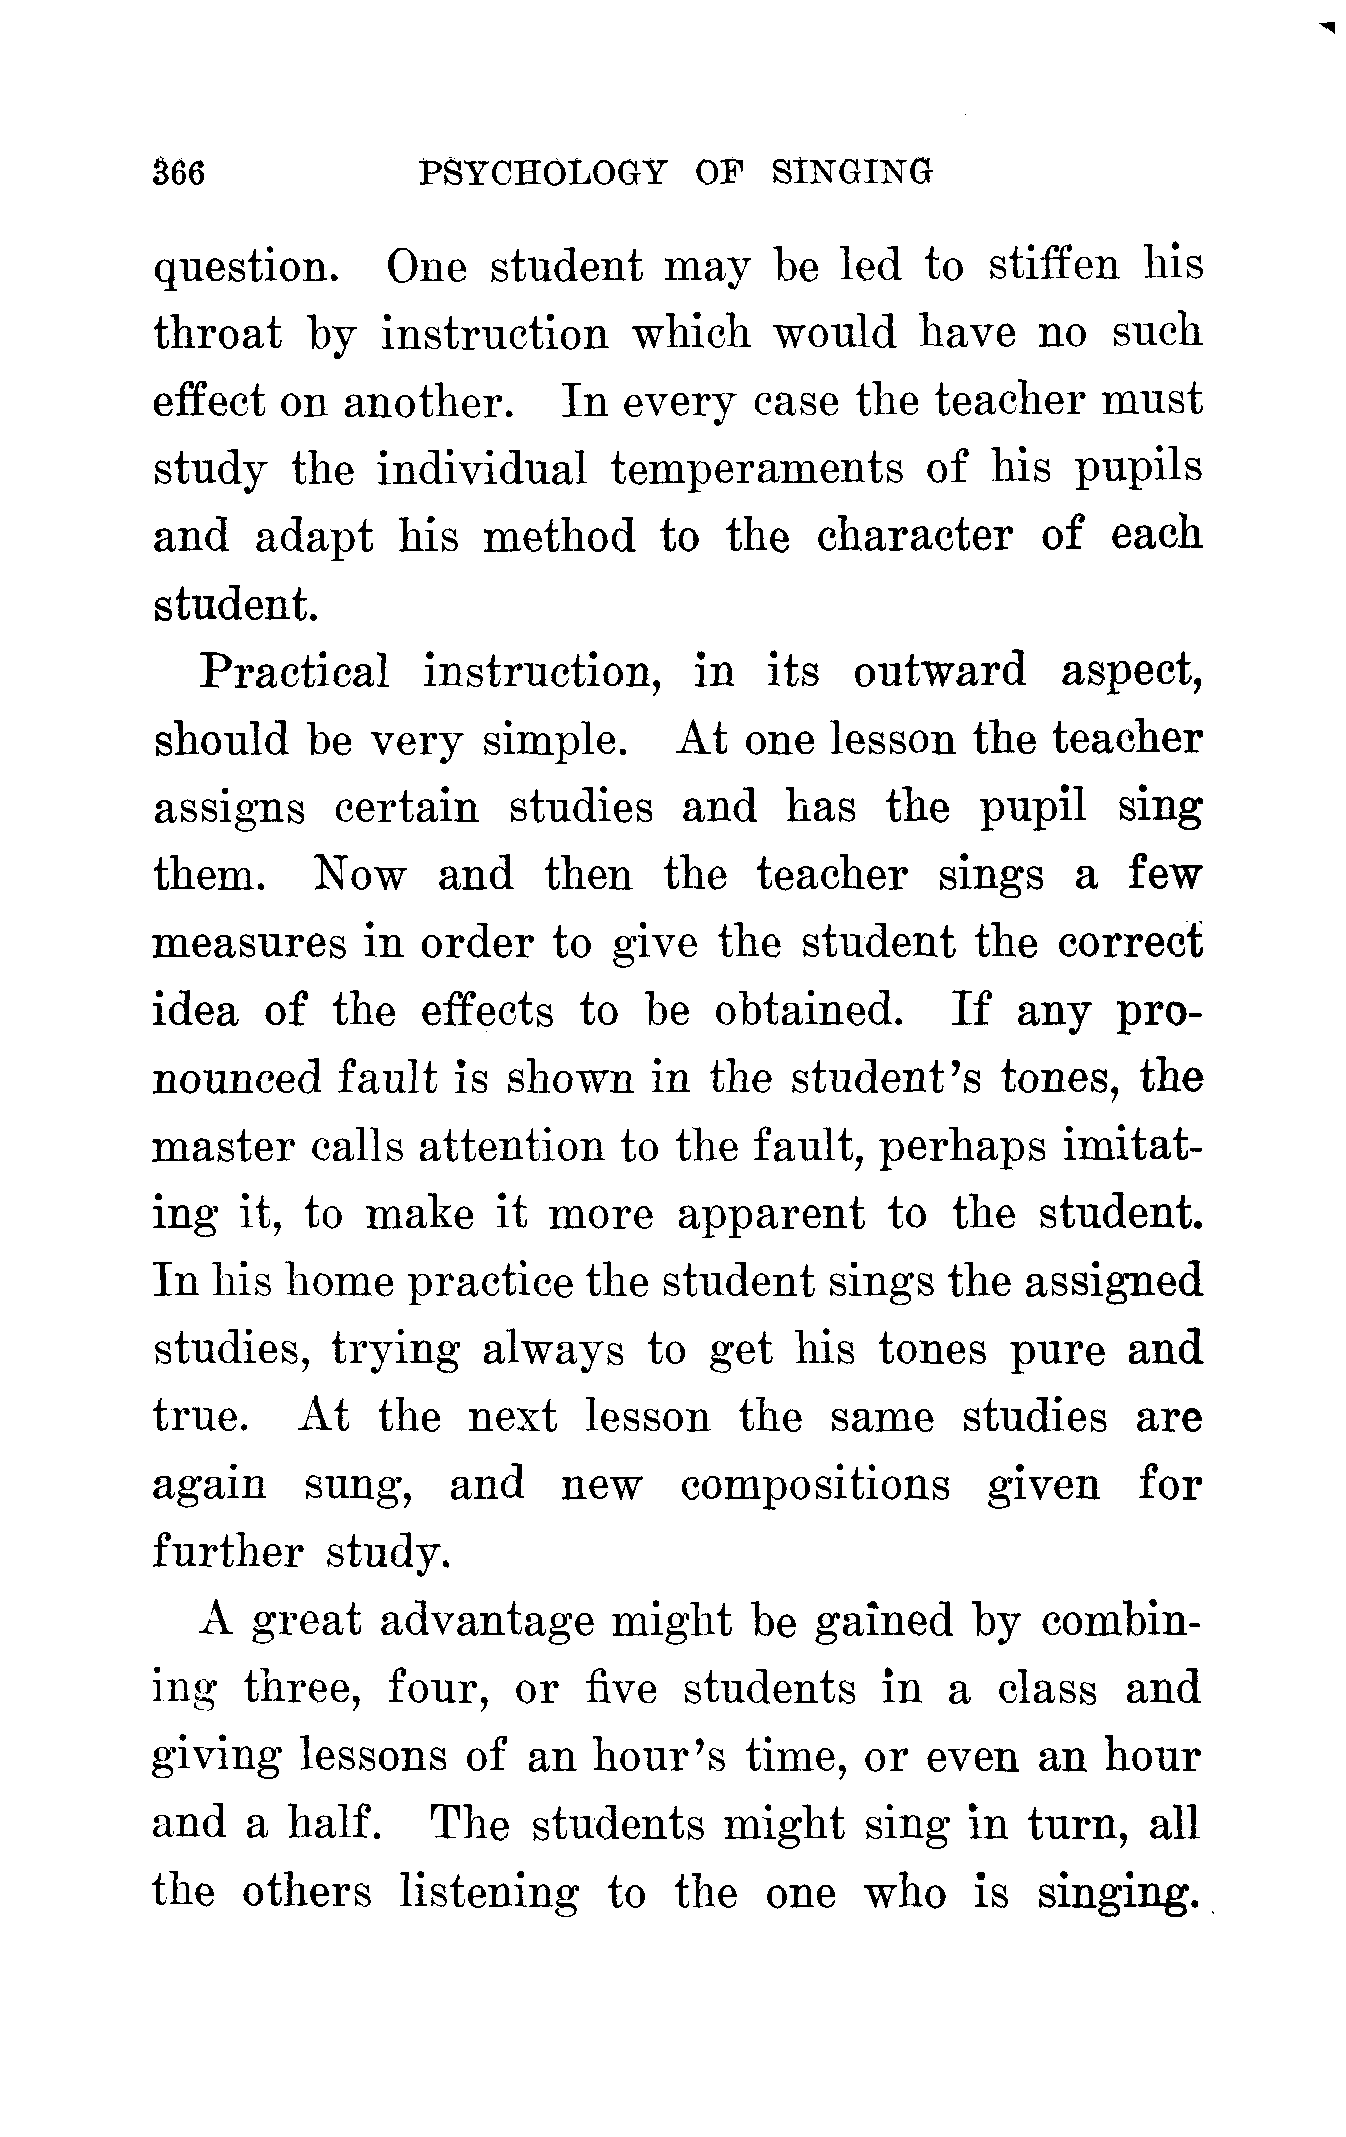 366 PSYCHOLOGY OF SINGING
question. One student may be led to stiffen his
throat by instruction which would have no such
effect on another. In every case the teacher must
study the individual temperaments of his pupils
and adapt his method to the character of each
student.
Practical instruction, in its outward aspect,
should be very simple. At one lesson the teacher
assigns certain studies and has the pupil sing
them. Now and then the teacher sings a few
measures in order to give the student the correct
idea of the effects to be obtained. If any pro-
nounced fault is shown in the student's tones, the
master calls attention to the fault, perhaps imitat-
ing it, to make it more apparent to the student.
In his home practice the student sings the assigned
studies, trying always to get his tones pure and
true. At the next lesson the same studies are
again sung, and new compositions given for
further study.
A great advantage might be gained by combin-
ing three, four, or five students in a class and
giving lessons of an hour's time, or even an hour
and a half. The students might sing in turn, all
the others listening to the one who is singing.